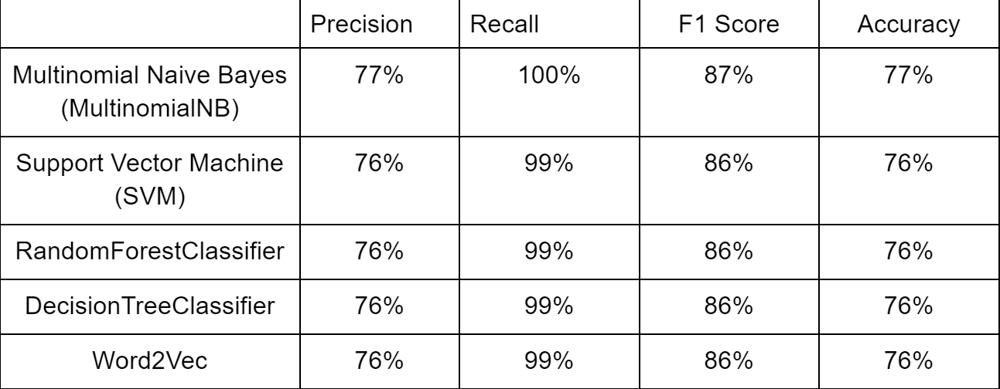 Precision Recall F1 Score Accuracy
Multinomial Naive Bayes 77% 100% 87% 77%
(MultinomialNB)
Support Vector Machine 76% 99% 86% 76%
(SVM)
RandomForestClassifier 76% 99% 86% 76%
DecisionTreeClassifier 76% 99% 86% 76%
Word2Vec 76% 99% 86% 76%